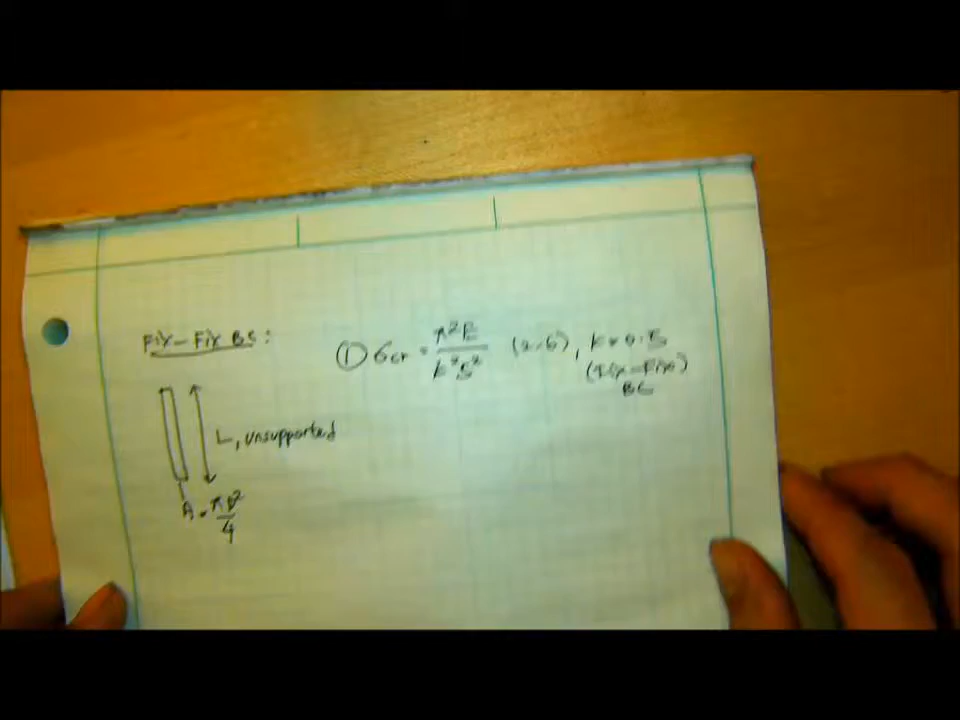 Fix-Fix BC:
① σcr = π²E / k²S² (2.6), k = 0.5
(Fix-Fix)
BC
L, unsupported
A = πD² / 4